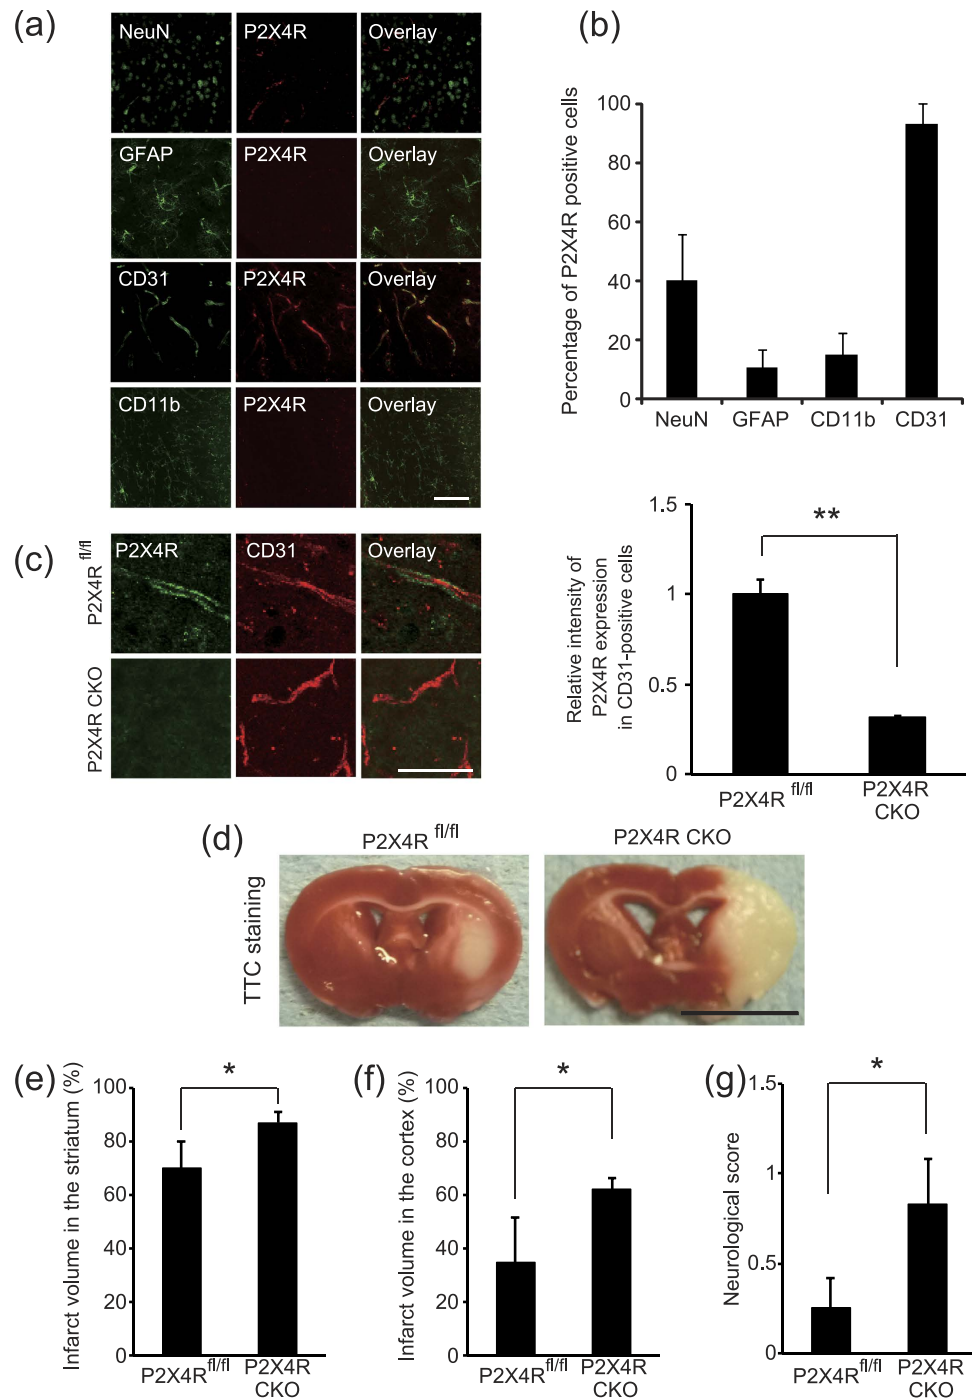 (a)
NeuN P2X4R Overlay
GFAP P2X4R Overlay
CD31 P2X4R Overlay
CD11b P2X4R Overlay
(b)
Percentage of P2X4R positive cells
100
80
60
40
20
0
NeuN GFAP CD11b CD31
(c)
P2X4R fl/fl
P2X4R CD31 Overlay
P2X4R CKO
Relative intensity of
P2X4R expression
in CD31-positive cells
1.5
1
0.5
0
**
P2X4R fl/fl
P2X4R
CKO
(d)
P2X4R fl/fl
P2X4R CKO
TTC staining
(e)
Infarct volume in the striatum (%)
100
80
60
40
20
0
*
P2X4R fl/fl
P2X4R
CKO
(f)
Infarct volume in the cortex (%)
100
80
60
40
20
0
*
P2X4R fl/fl
P2X4R
CKO
(g)
Neurological score
1.5
1
0.5
0
*
P2X4R fl/fl
P2X4R
CKO